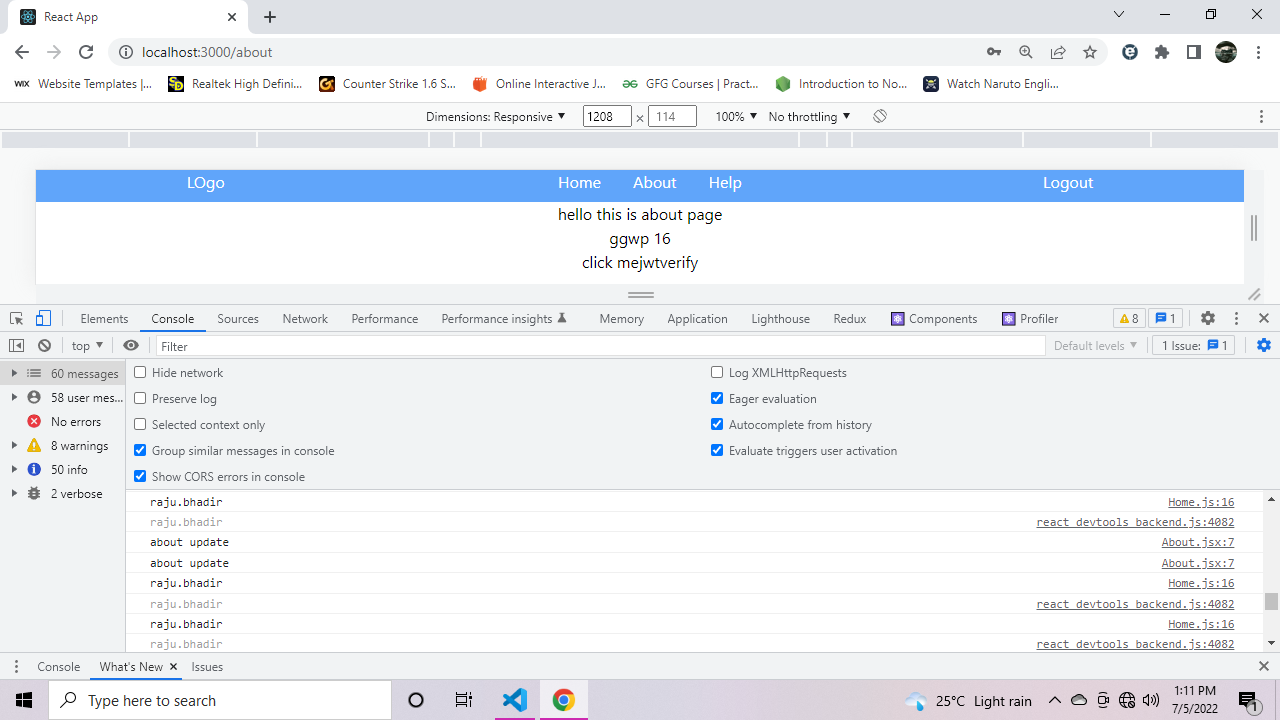 React App
localhost:3000/about
WIX Website Templates |...
Realtek High Defini...
Counter Strike 1.6 S...
Online Interactive J...
GFG Courses | Pract...
Introduction to No...
Watch Naruto Engli...
Dimensions: Responsive 1208 × 114 100% No throttling
LOgo Home About Help Logout
hello this is about page
ggwp 16
click mejwtverify
Elements Console Sources Network Performance Performance insights Memory Application Lighthouse Redux Components Profiler 8 1
top Filter Default levels 1 Issue: 1
60 messages
58 user mes...
No errors
8 warnings
50 info
2 verbose
Hide network Log XMLHttpRequests
Preserve log Eager evaluation
Selected context only Autocomplete from history
Group similar messages in console Evaluate triggers user activation
Show CORS errors in console
raju.bhadir Home.js:16
raju.bhadir react_devtools_backend.js:4082
about update About.jsx:7
about update About.jsx:7
raju.bhadir Home.js:16
raju.bhadir react_devtools_backend.js:4082
raju.bhadir Home.js:16
raju.bhadir react_devtools_backend.js:4082
Console What's New Issues
Type here to search
25°C Light rain
1:11 PM
7/5/2022
1